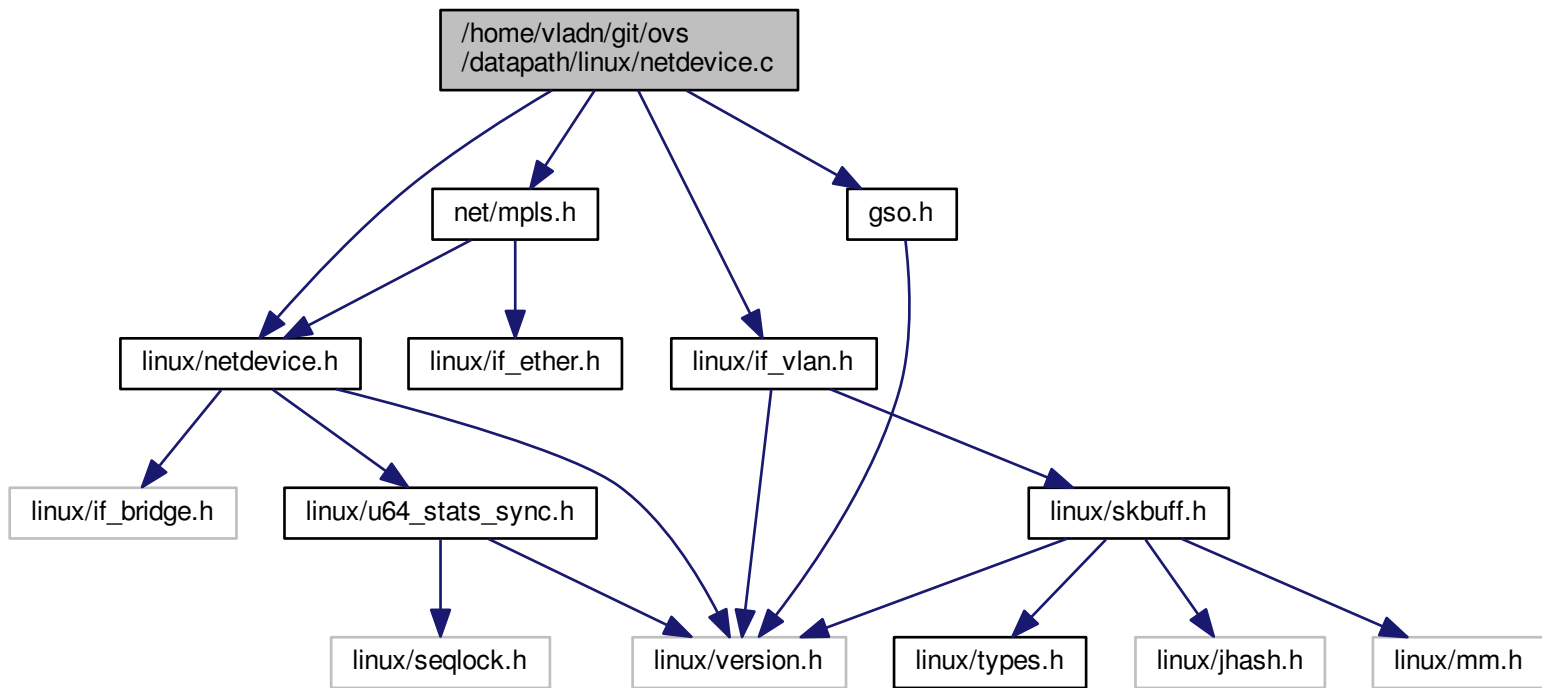 /home/vladn/git/ovs
/datapath/linux/netdevice.c
net/mpls.h
gso.h
linux/netdevice.h
linux/if_ether.h
linux/if_vlan.h
linux/if_bridge.h
linux/u64_stats_sync.h
linux/skbuff.h
linux/seqlock.h
linux/version.h
linux/types.h
linux/jhash.h
linux/mm.h